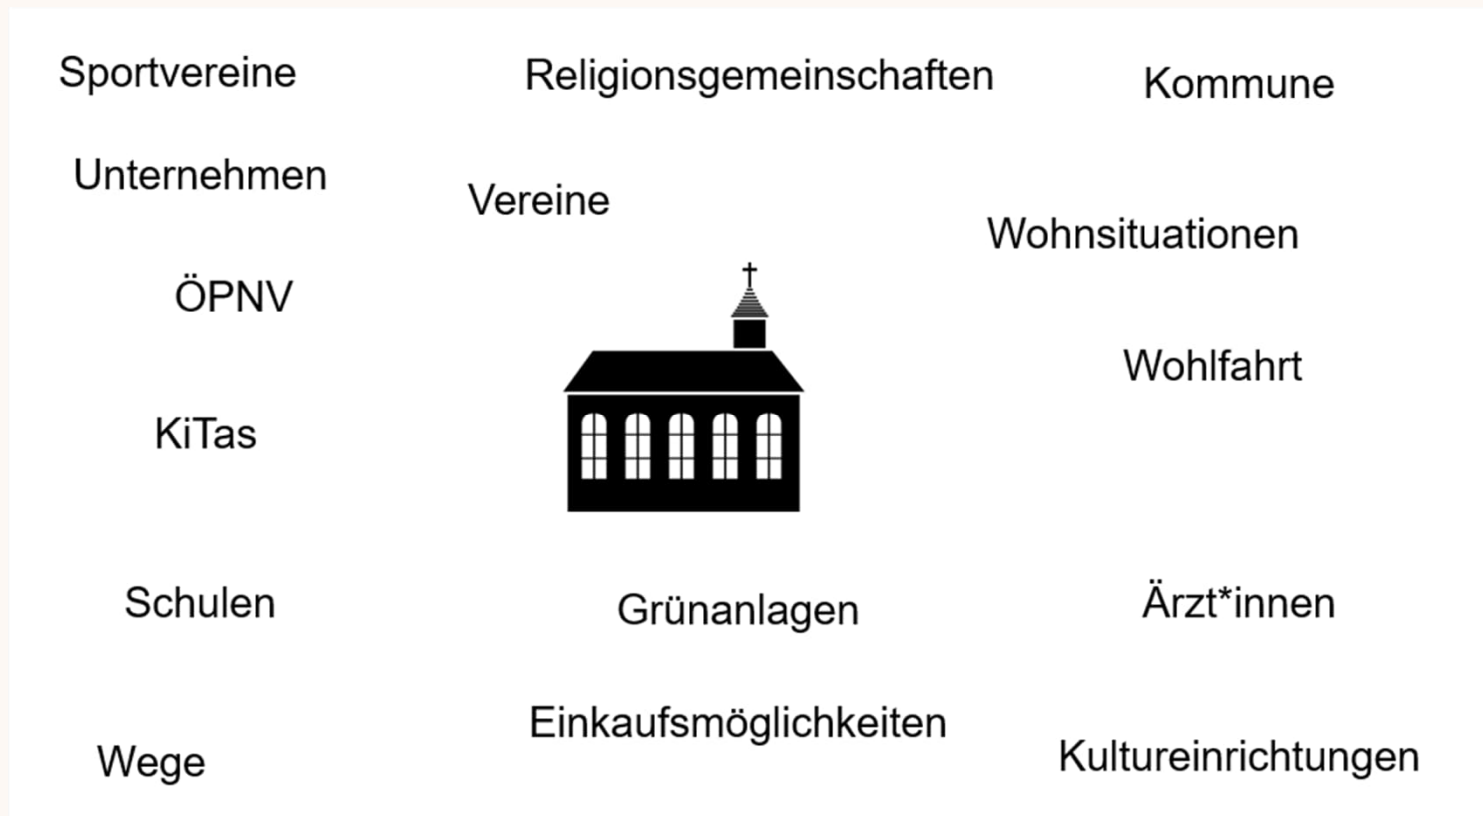 Sportvereine
Religionsgemeinschaften
Kommune
Unternehmen
Vereine
Wohnsituationen
ÖPNV
Wohlfahrt
KiTas
Schulen
Grünanlagen
Ärzt*innen
Einkaufsmöglichkeiten
Wege
Kultureinrichtungen